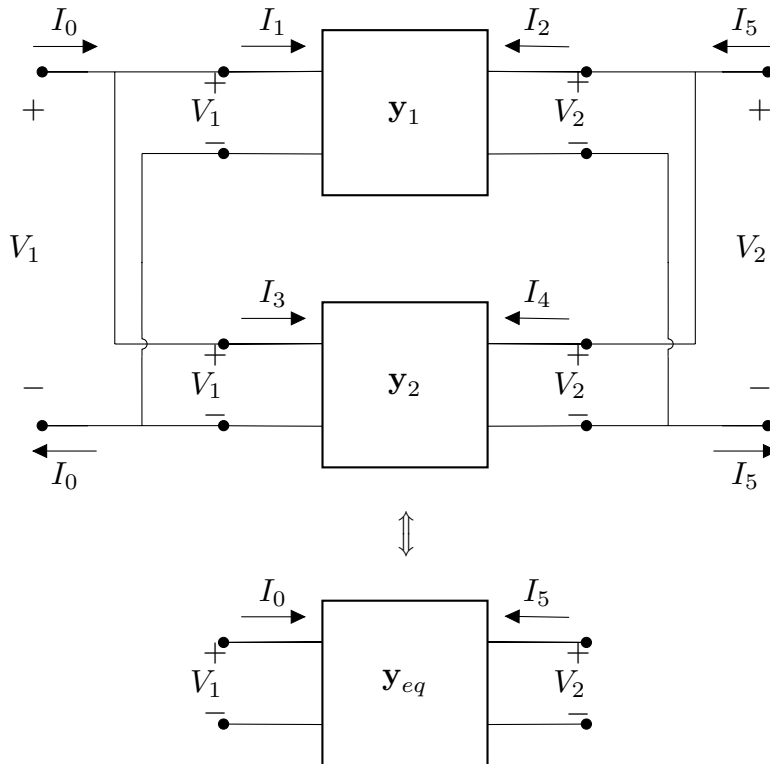 I₀ I₁ I₂ I₅
+ + + +
V₁ y₁ V₂
− −
V₁ V₂
I₃ I₄
+ +
− V₁ y₂ V₂ −
− −
I₀ I₅
⇕
I₀ I₅
+ +
V₁ y_eq V₂
− −